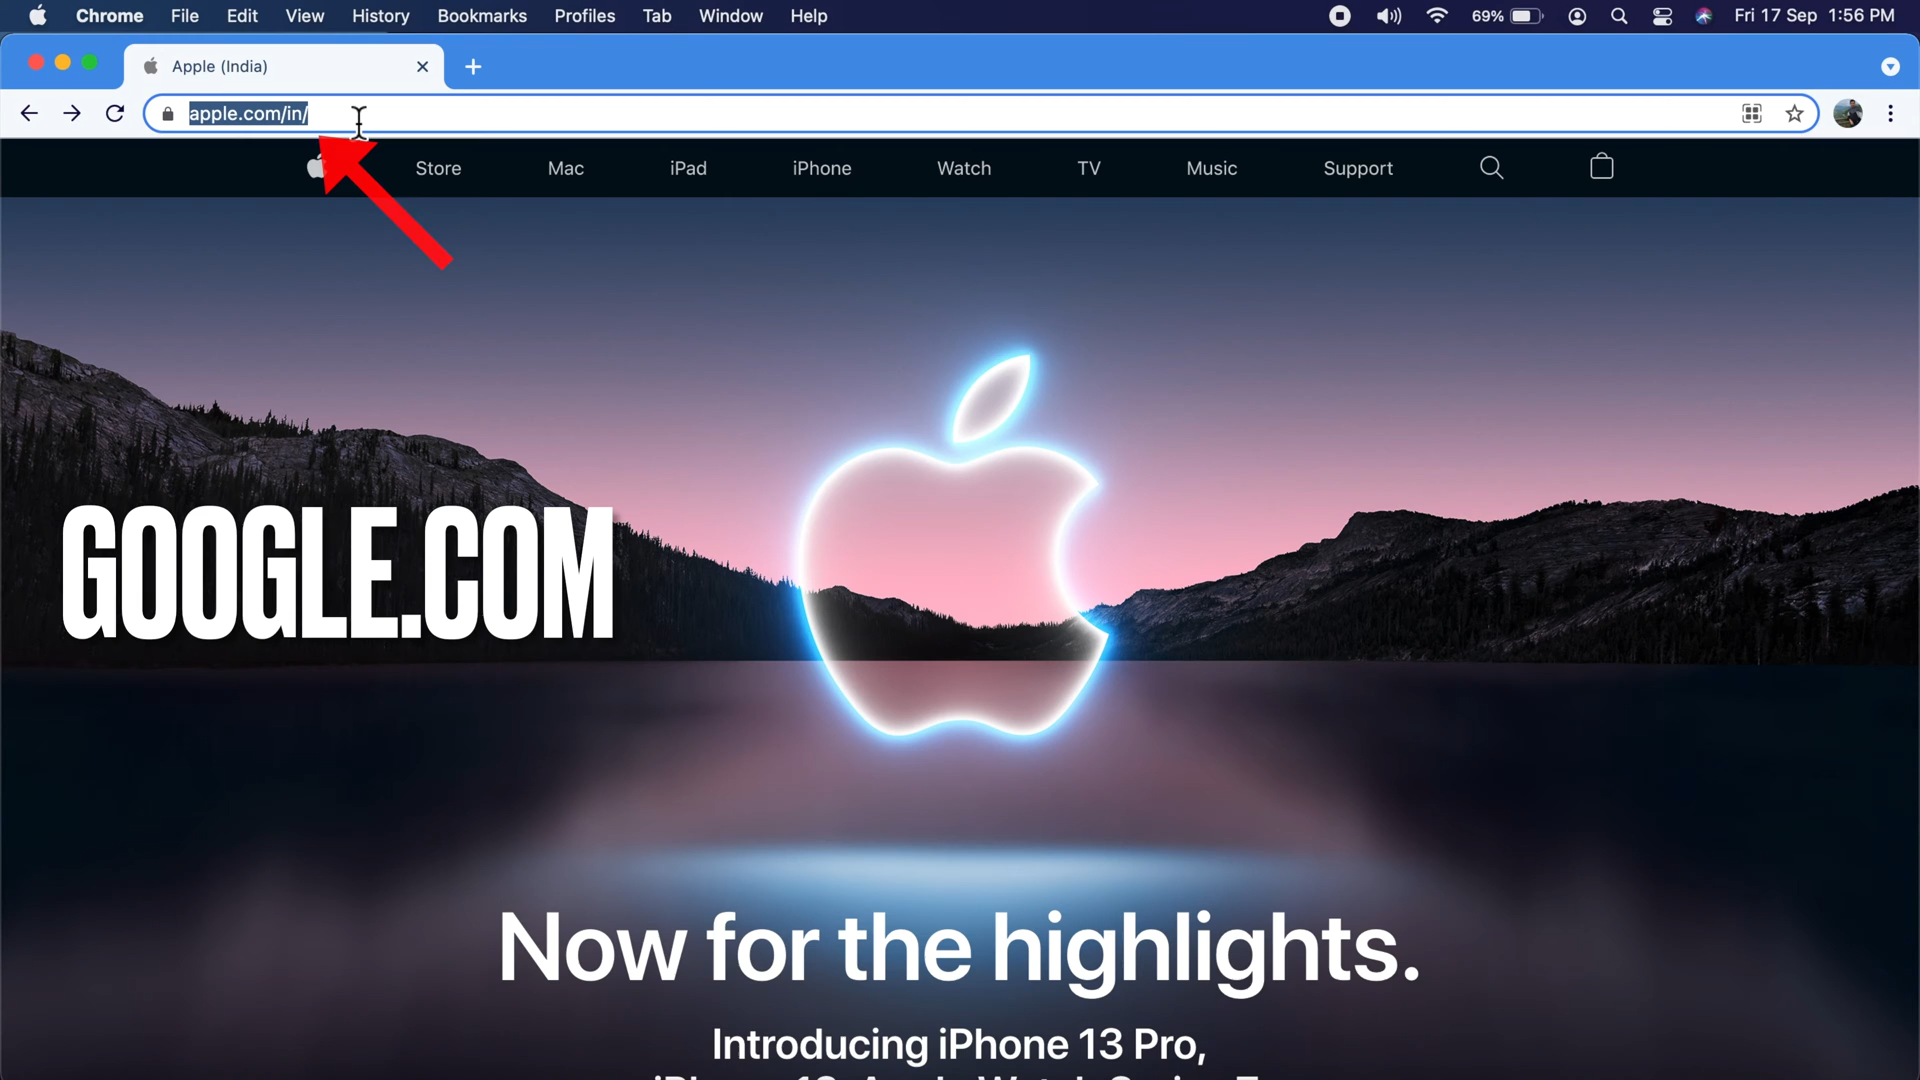 Chrome File Edit View History Bookmarks Profiles Tab Window Help 69% Fri 17 Sep 1:56 PM
Apple (India)
apple.com/in/
Store Mac iPad iPhone Watch TV Music Support
GOOGLE.COM
Now for the highlights.
Introducing iPhone 13 Pro,